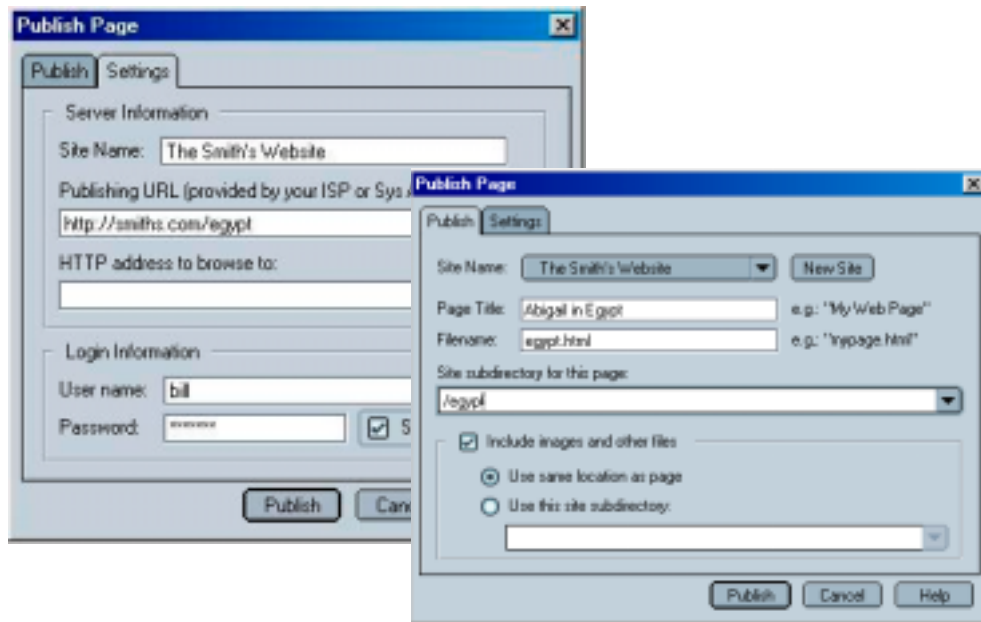 Publish Page
Publish Settings
Server Information
Site Name: The Smith's Website
Publishing URL (provided by your ISP or Sys A
http://smiths.com/egypt
HTTP address to browse to:
Login Information
User name: bill
Password: *******
S
Publish Canc
Publish Page
Publish Settings
Site Name: The Smith's Website New Site
Page Title: Abigail in Egypt e.g.: "My Web Page"
Filename: egypt.html e.g.: "mypage.html"
Site subdirectory for this page:
/egypt
Include images and other files
Use same location as page
Use this site subdirectory:
Publish Cancel Help